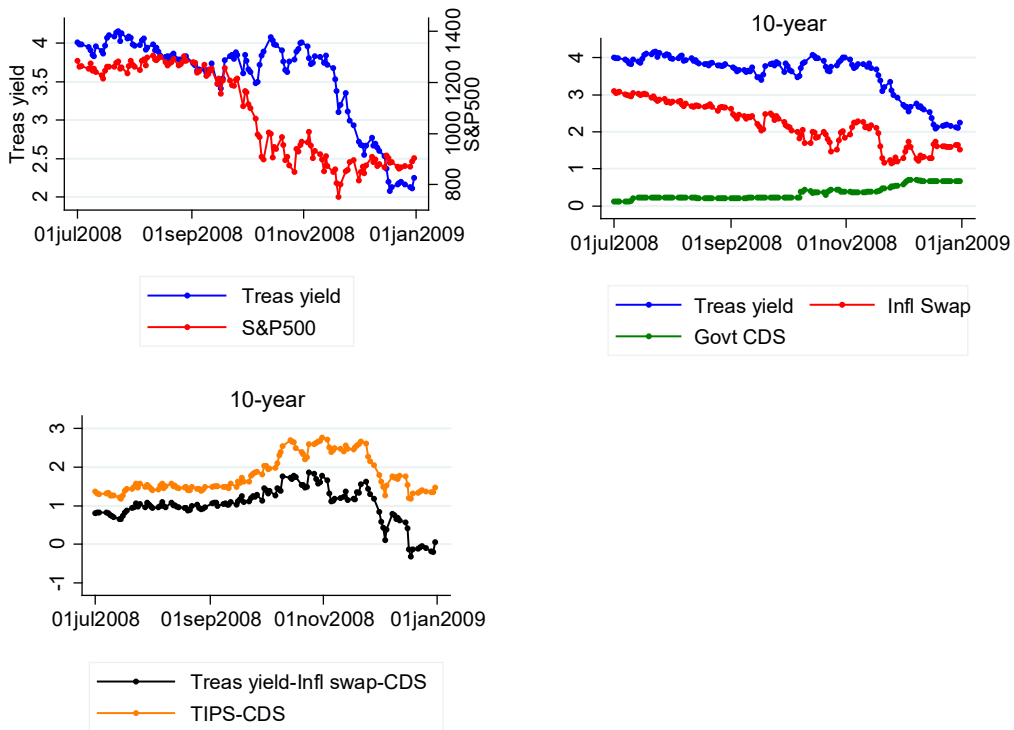 Treas yield
4
3.5
3
2.5
2
S&P500
1400
1200
1000
800
01jul2008 01sep2008 01nov2008 01jan2009
Treas yield
S&P500
10-year
4
3
2
1
0
01jul2008 01sep2008 01nov2008 01jan2009
Treas yield Infl Swap
Govt CDS
10-year
3
2
1
0
-1
01jul2008 01sep2008 01nov2008 01jan2009
Treas yield-Infl swap-CDS
TIPS-CDS